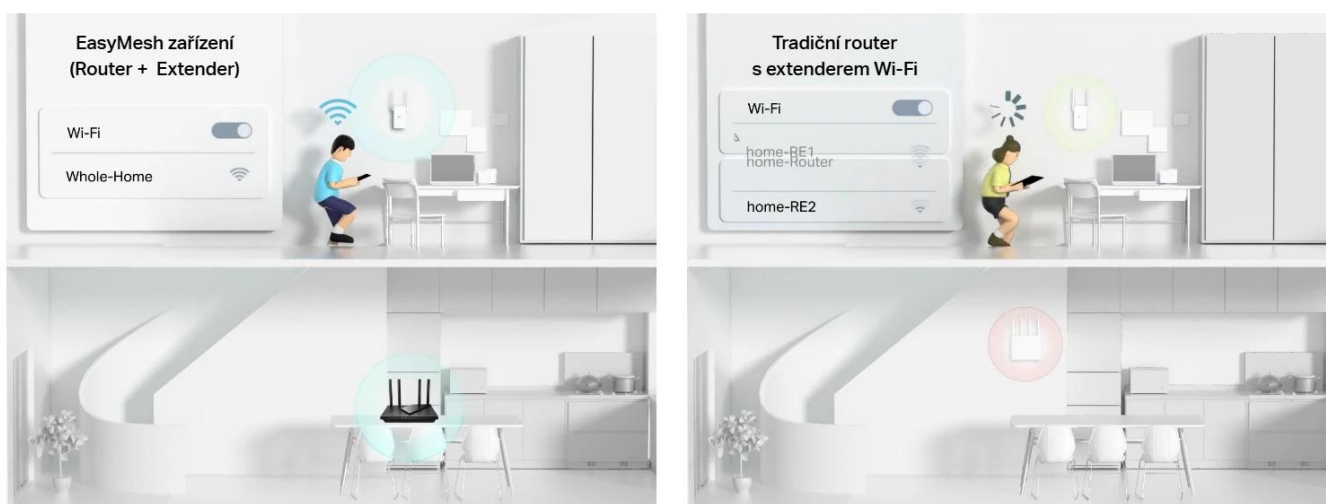 EasyMesh zařízení
(Router + Extender)
Wi-Fi
Whole-Home
Tradiční router
s extenderem Wi-Fi
Wi-Fi
home-RE1
home-Router
home-RE2